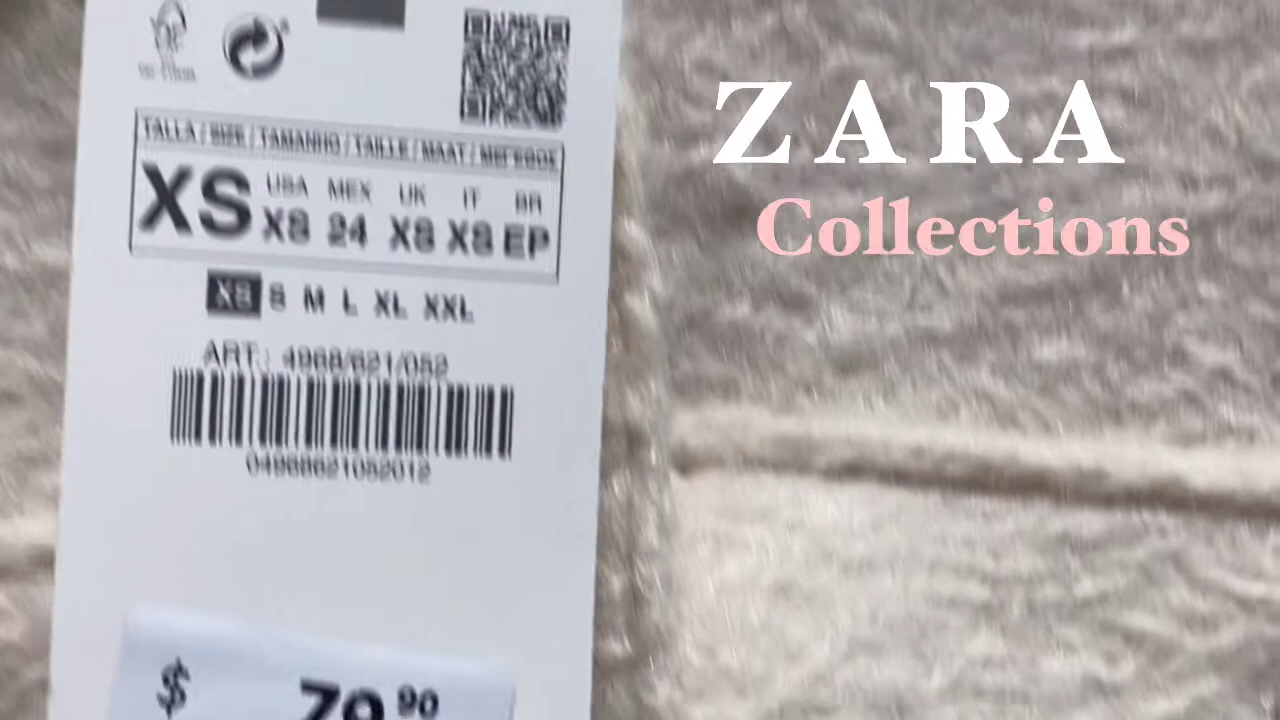 TALLA / SIZE / TAMANHO / TAILLE / MAAT /
XS
USA MEX UK IT BR
XS 24 XS XS EP
XS S M L XL XXL
ART.: 4968/621/052
04968621052012
$ 79 90
ZARA
Collections